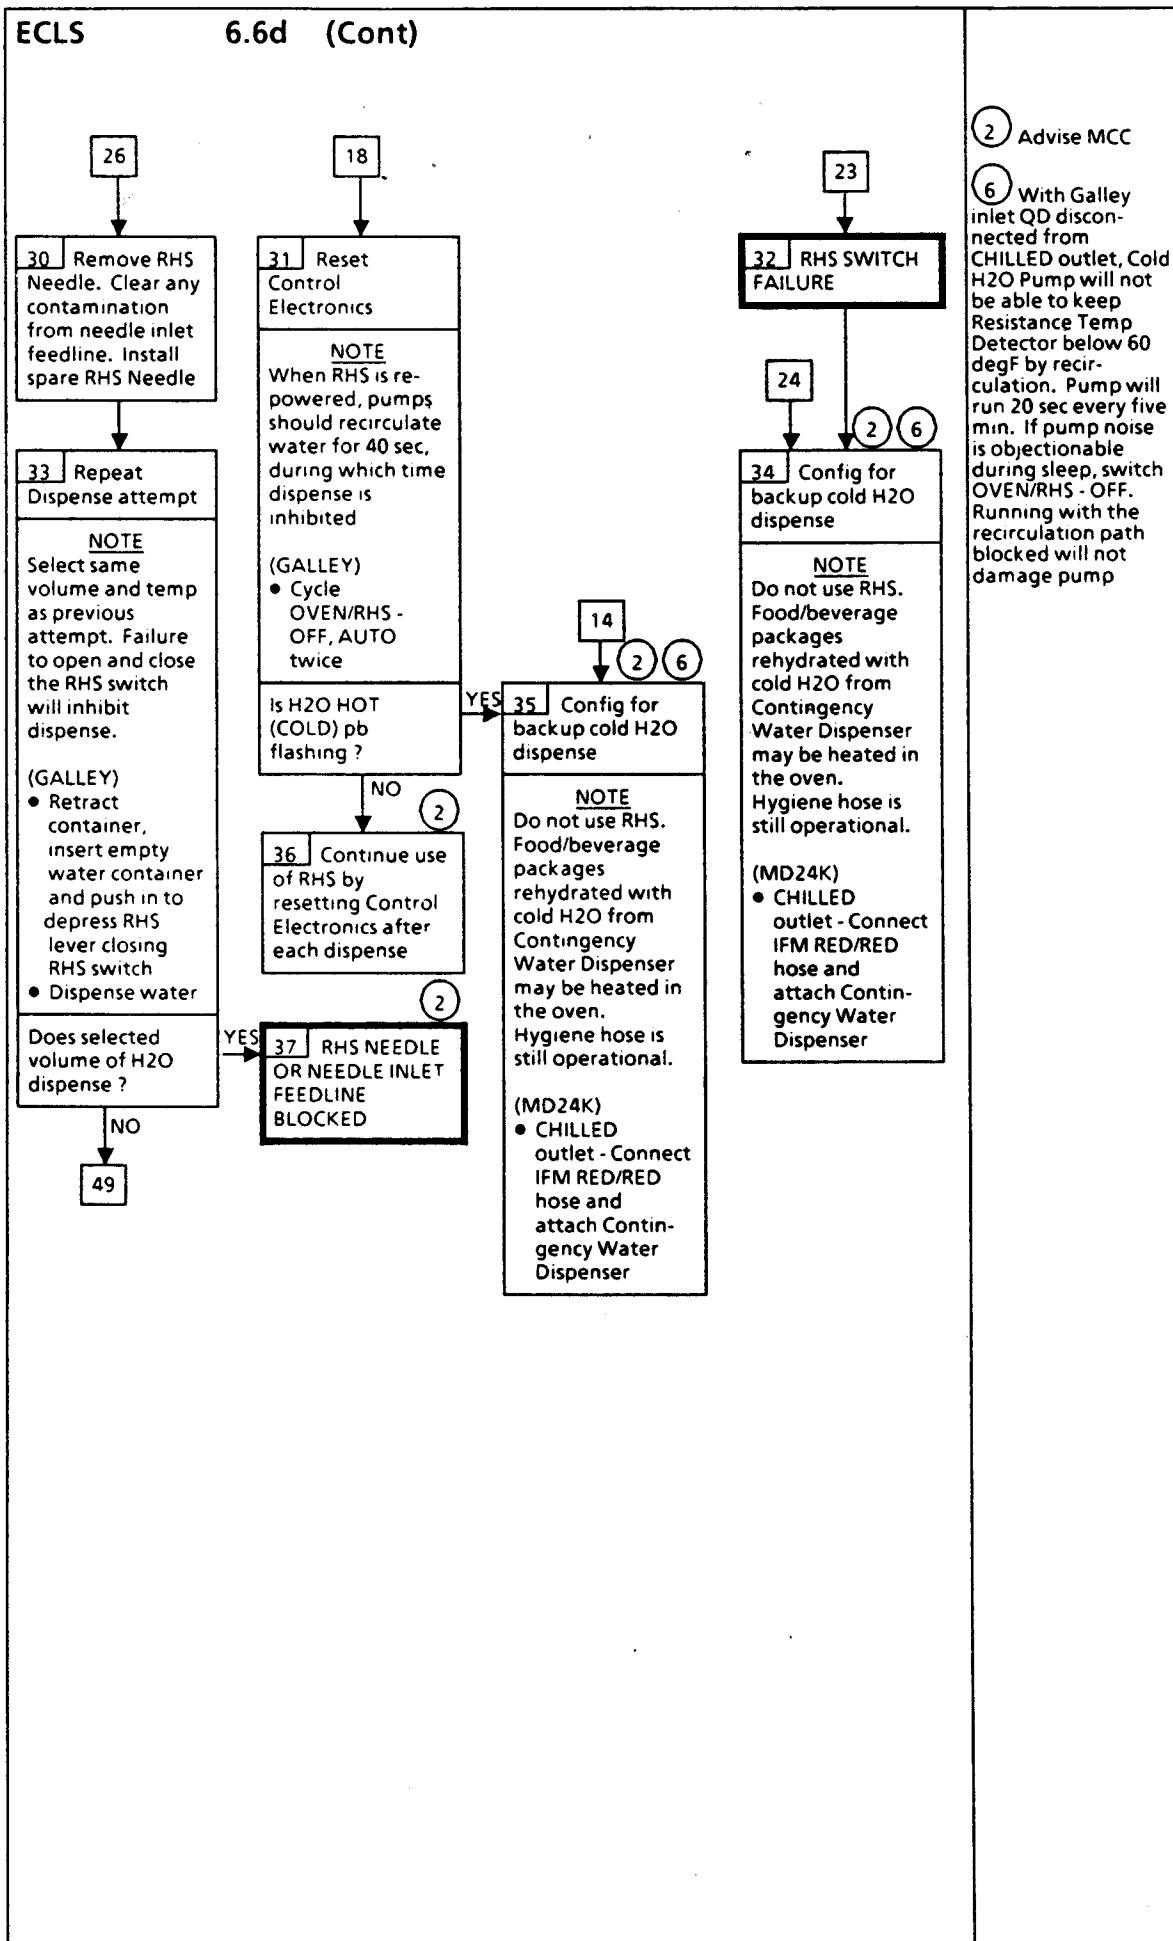 ECLS 6.6d (Cont)
26
30 Remove RHS
Needle. Clear any
contamination
from needle inlet
feedline. Install
spare RHS Needle
33 Repeat
Dispense attempt
NOTE
Select same
volume and temp
as previous
attempt. Failure
to open and close
the RHS switch
will inhibit
dispense.
(GALLEY)
● Retract
container,
insert empty
water container
and push in to
depress RHS
lever closing
RHS switch
● Dispense water
Does selected
volume of H2O
dispense ?
YES
NO
49
18
31 Reset
Control
Electronics
NOTE
When RHS is re-
powered, pumps
should recirculate
water for 40 sec,
during which time
dispense is
inhibited
(GALLEY)
● Cycle
OVEN/RHS -
OFF, AUTO
twice
Is H2O HOT
(COLD) pb
flashing ?
YES
NO
2
36 Continue use
of RHS by
resetting Control
Electronics after
each dispense
2
37 RHS NEEDLE
OR NEEDLE INLET
FEEDLINE
BLOCKED
14
2 6
35 Config for
backup cold H2O
dispense
NOTE
Do not use RHS.
Food/beverage
packages
rehydrated with
cold H2O from
Contingency
Water Dispenser
may be heated in
the oven.
Hygiene hose is
still operational.
(MD24K)
● CHILLED
outlet - Connect
IFM RED/RED
hose and
attach Contin-
gency Water
Dispenser
23
32 RHS SWITCH
FAILURE
24
2 6
34 Config for
backup cold H2O
dispense
NOTE
Do not use RHS.
Food/beverage
packages
rehydrated with
cold H2O from
Contingency
Water Dispenser
may be heated in
the oven.
Hygiene hose is
still operational.
(MD24K)
● CHILLED
outlet - Connect
IFM RED/RED
hose and
attach Contin-
gency Water
Dispenser
2 Advise MCC
6 With Galley
inlet QD discon-
nected from
CHILLED outlet, Cold
H2O Pump will not
be able to keep
Resistance Temp
Detector below 60
degF by recir-
culation. Pump will
run 20 sec every five
min. If pump noise
is objectionable
during sleep, switch
OVEN/RHS - OFF.
Running with the
recirculation path
blocked will not
damage pump